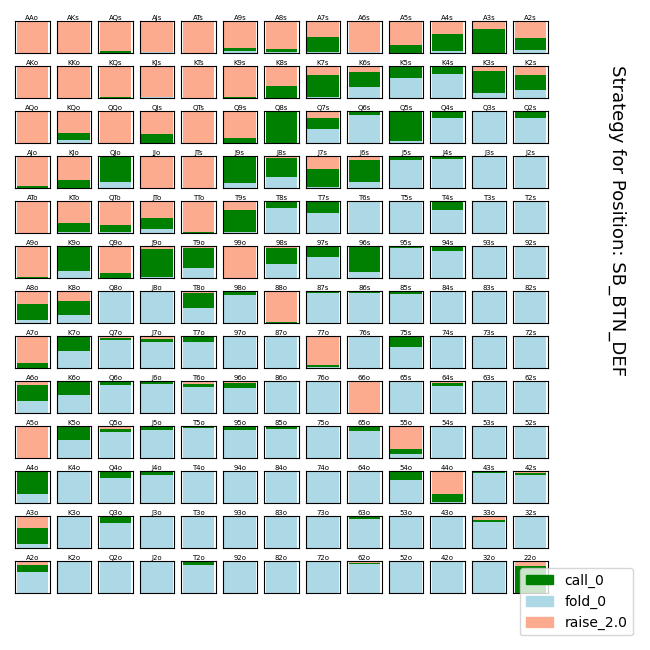 AAo AKs AQs AJs ATs A9s A8s A7s A6s A5s A4s A3s A2s
AKo KKo KQs KJs KTs K9s K8s K7s K6s K5s K4s K3s K2s
AQo KQo QQo QJs QTs Q9s Q8s Q7s Q6s Q5s Q4s Q3s Q2s
AJo KJo QJo JJo JTs J9s J8s J7s J6s J5s J4s J3s J2s
ATo KTo QTo JTo TTo T9s T8s T7s T6s T5s T4s T3s T2s
A9o K9o Q9o J9o T9o 99o 98s 97s 96s 95s 94s 93s 92s
A8o K8o Q8o J8o T8o 98o 88o 87s 86s 85s 84s 83s 82s
A7o K7o Q7o J7o T7o 97o 87o 77o 76s 75s 74s 73s 72s
A6o K6o Q6o J6o T6o 96o 86o 76o 66o 65s 64s 63s 62s
A5o K5o Q5o J5o T5o 95o 85o 75o 65o 55o 54s 53s 52s
A4o K4o Q4o J4o T4o 94o 84o 74o 64o 54o 44o 43s 42s
A3o K3o Q3o J3o T3o 93o 83o 73o 63o 53o 43o 33o 32s
A2o K2o Q2o J2o T2o 92o 82o 72o 62o 52o 42o 32o 22o
Strategy for Position: SB_BTN_DEF
call_0
fold_0
raise_2.0